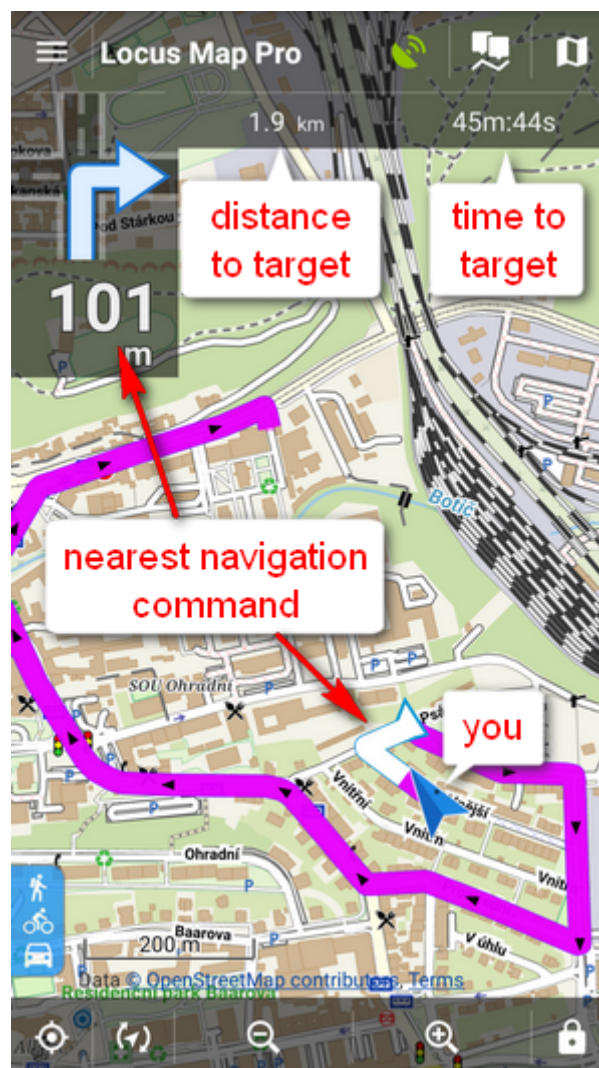 Locus Map Pro
1.9 km
45m:44s
distance
to target
time to
target
Pod Stárkou
101
m
P
P
P
Botič
nearest navigation
command
SOU Ohradní
P
P
P
P
you
Vnitřní
Ohradní
P
P
V úhlu
Baarova
200 m
Data © OpenStreetMap contributors, Terms
Residenční park Baarova